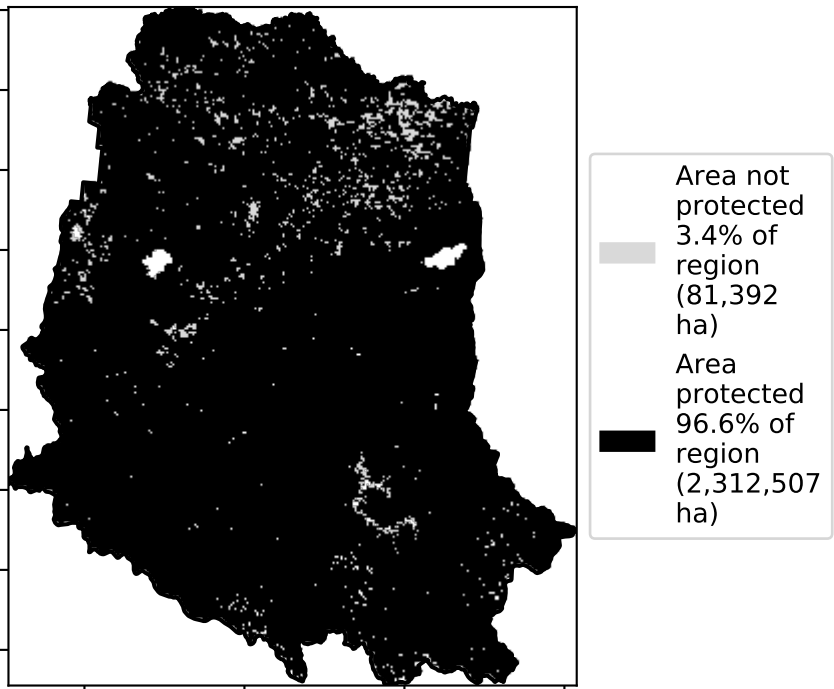 Area not
protected
3.4% of
region
(81,392
ha)
Area
protected
96.6% of
region
(2,312,507
ha)